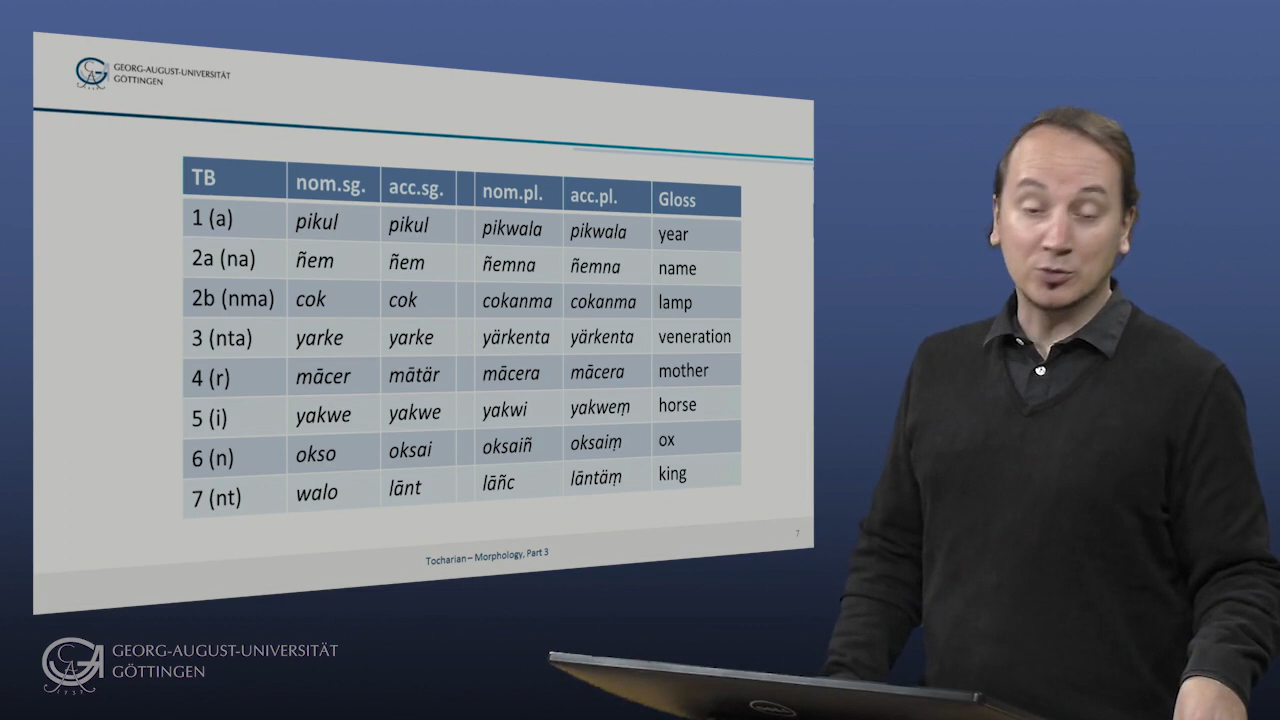 GEORG-AUGUST-UNIVERSITÄT
GÖTTINGEN
TB nom.sg. acc.sg. nom.pl. acc.pl. Gloss
1 (a) pikul pikul pikwala pikwala year
2a (na) ñem ñem ñemna ñemna name
2b (nma) cok cok cokanma cokanma lamp
3 (nta) yarke yarke yärkenta yärkenta veneration
4 (r) mācer mātär mācera mācera mother
5 (i) yakwe yakwe yakwi yakweṃ horse
6 (n) okso oksai oksaiñ oksaiṃ ox
7 (nt) walo lānt lāñc läntäṃ king
Tocharian – Morphology, Part 3
7
GEORG-AUGUST-UNIVERSITÄT
GÖTTINGEN
1737
DELL